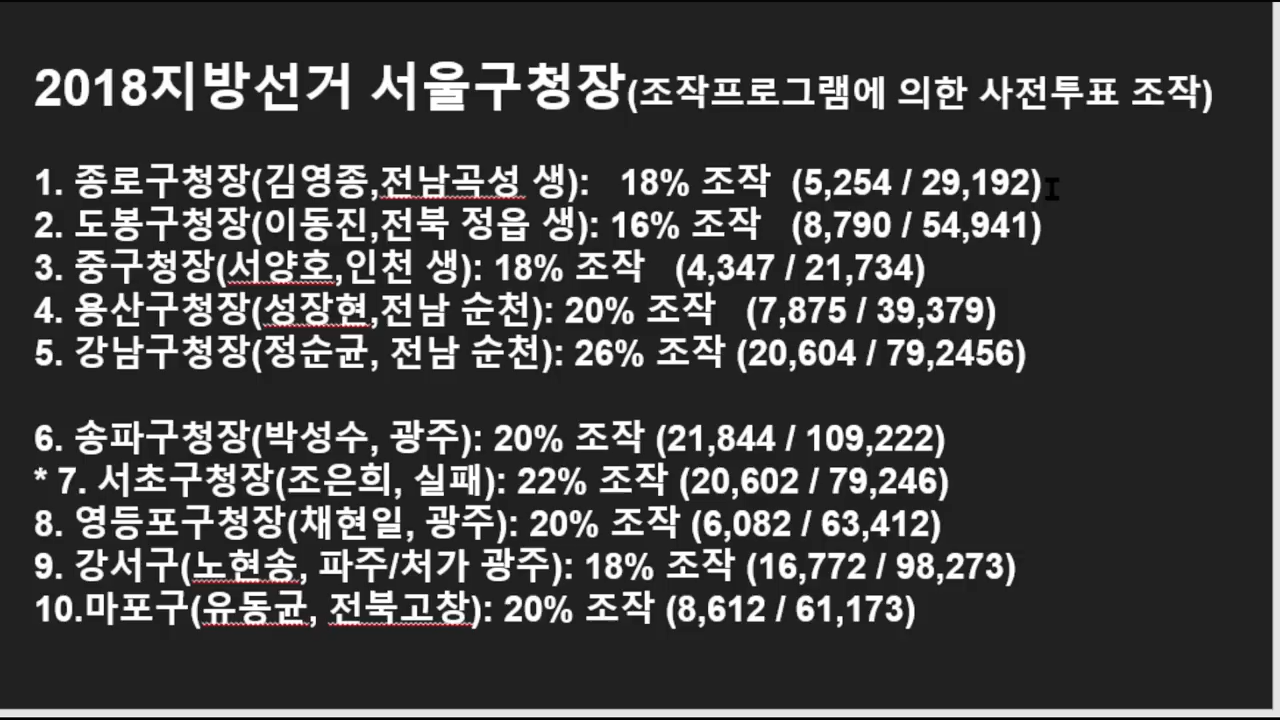 2018지방선거 서울구청장(조작프로그램에 의한 사전투표 조작)
1. 종로구청장(김영종,전남곡성 생): 18% 조작 (5,254 / 29,192)
2. 도봉구청장(이동진,전북 정읍 생): 16% 조작 (8,790 / 54,941)
3. 중구청장(서양호,인천 생): 18% 조작 (4,347 / 21,734)
4. 용산구청장(성장현,전남 순천): 20% 조작 (7,875 / 39,379)
5. 강남구청장(정순균, 전남 순천): 26% 조작 (20,604 / 79,2456)
6. 송파구청장(박성수, 광주): 20% 조작 (21,844 / 109,222)
* 7. 서초구청장(조은희, 실패): 22% 조작 (20,602 / 79,246)
8. 영등포구청장(채현일, 광주): 20% 조작 (6,082 / 63,412)
9. 강서구(노현송, 파주/처가 광주): 18% 조작 (16,772 / 98,273)
10.마포구(유동균, 전북고창): 20% 조작 (8,612 / 61,173)